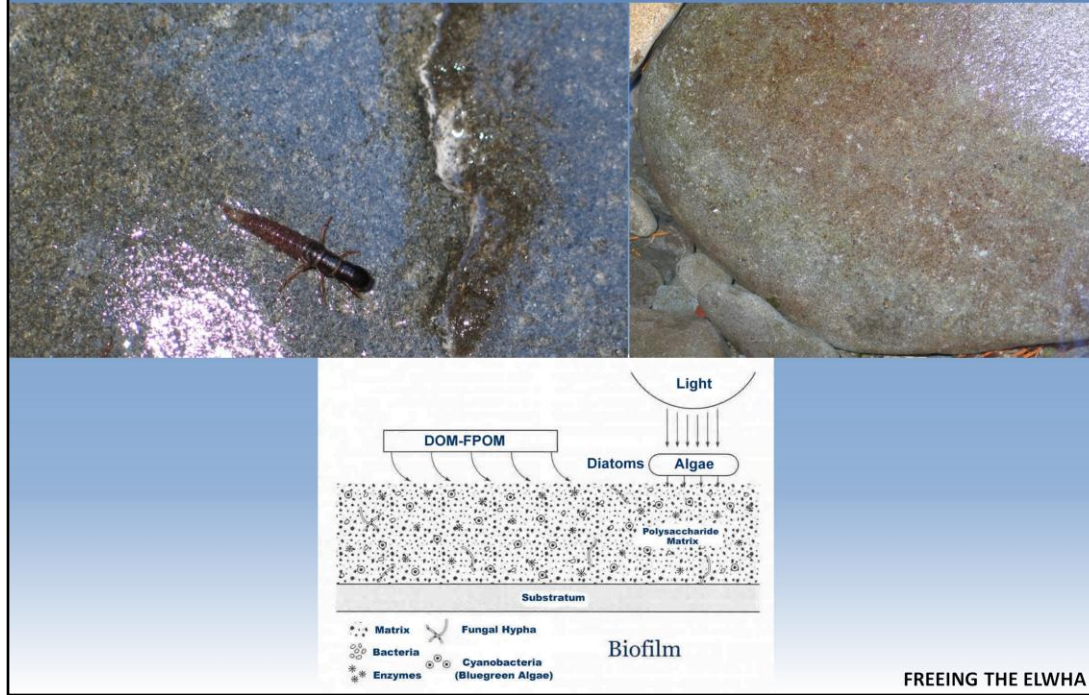 Light
DOM-FPOM
Diatoms
Algae
Polysaccharide
Matrix
Substratum
Matrix
Fungal Hypha
Bacteria
Enzymes
Cyanobacteria
(Bluegreen Algae)
Biofilm
FREEING THE ELWHA